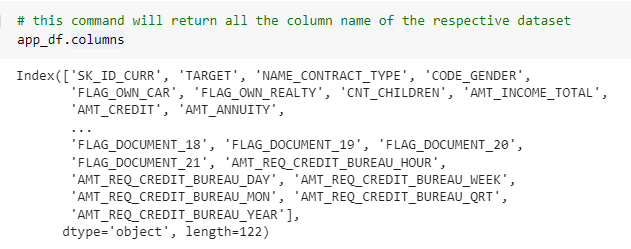 # this command will return all the column name of the respective dataset
app_df.columns
Index(['SK_ID_CURR', 'TARGET', 'NAME_CONTRACT_TYPE', 'CODE_GENDER',
'FLAG_OWN_CAR', 'FLAG_OWN_REALTY', 'CNT_CHILDREN', 'AMT_INCOME_TOTAL',
'AMT_CREDIT', 'AMT_ANNUITY',
...
'FLAG_DOCUMENT_18', 'FLAG_DOCUMENT_19', 'FLAG_DOCUMENT_20',
'FLAG_DOCUMENT_21', 'AMT_REQ_CREDIT_BUREAU_HOUR',
'AMT_REQ_CREDIT_BUREAU_DAY', 'AMT_REQ_CREDIT_BUREAU_WEEK',
'AMT_REQ_CREDIT_BUREAU_MON', 'AMT_REQ_CREDIT_BUREAU_QRT',
'AMT_REQ_CREDIT_BUREAU_YEAR'],
dtype='object', length=122)